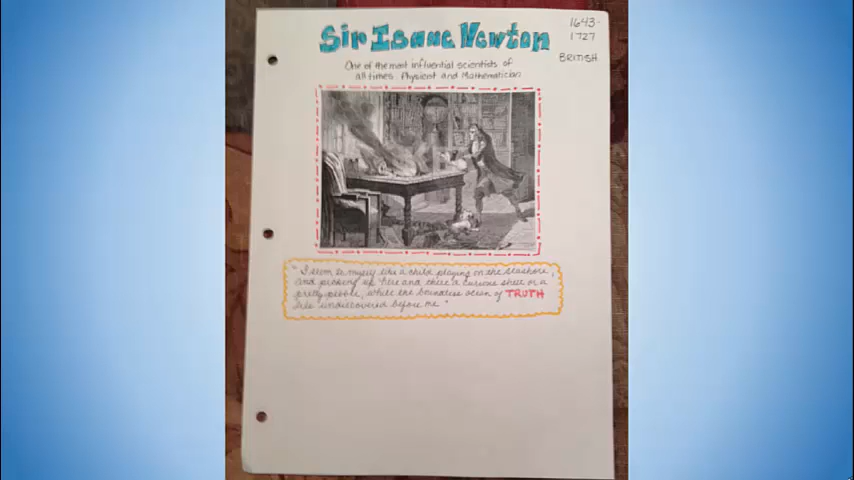 Sir Isaac Newton
1643-
1727
BRITISH
One of the most influential scientists of
all times. Physicist and Mathematician
"I seem to myself like a child playing on the seashore,
and picking up here and there a curious shell or a
pretty pebble, while the boundless ocean of TRUTH
lies undiscovered before me."